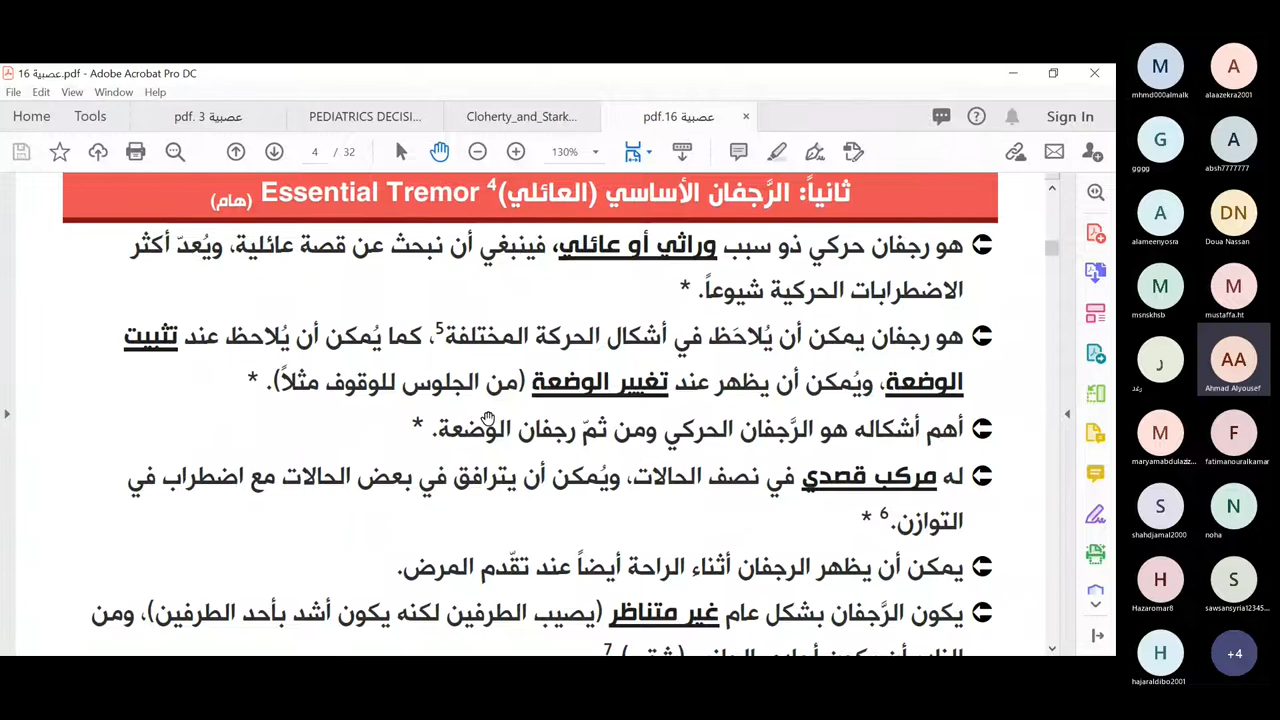 عصبية 16.pdf - Adobe Acrobat Pro DC
File Edit View Window Help
Home Tools
عصبية 3 .pdf
PEDIATRICS DECISI...
Cloherty_and_Stark...
عصبية 16.pdf ×
Sign In
4 / 32
130%
ثانياً: الرَّجفان الأساسي (العائلي)4 Essential Tremor (هام)
هو رجفان حركي ذو سبب وراثي أو عائلي، فينبغي أن نبحث عن قصة عائلية، ويُعدّ أكثر
الاضطرابات الحركية شيوعاً. *
هو رجفان يمكن أن يُلاحَظ في أشكال الحركة المختلفة5، كما يُمكن أن يُلاحظ عند تثبيت
الوضعة، ويُمكن أن يظهر عند تغيير الوضعة (من الجلوس للوقوف مثلاً). *
أهم أشكاله هو الرَّجفان الحركي ومن ثمّ رجفان الوضعة. *
له مركب قصدي في نصف الحالات، ويُمكن أن يترافق في بعض الحالات مع اضطراب في
التوازن.6 *
يمكن أن يظهر الرجفان أثناء الراحة أيضاً عند تقدّم المرض.
يكون الرَّجفان بشكل عام غير متناظر (يصيب الطرفين لكنه يكون أشد بأحد الطرفين)، ومن
7
M
mhmd000almalk
A
alaazekra2001
G
gggg
A
absh7777777
A
alameenyosra
DN
Doua Nassan
M
msnskhsb
M
mustaffa.ht
ر
رغد
AA
Ahmad Alyousef
M
maryamabdulaziz...
F
fatimanouralkamar
S
shahdjamal2000
N
noha
H
Hazaromar8
S
sawsansyria12345...
H
hajaraldibo2001
+4